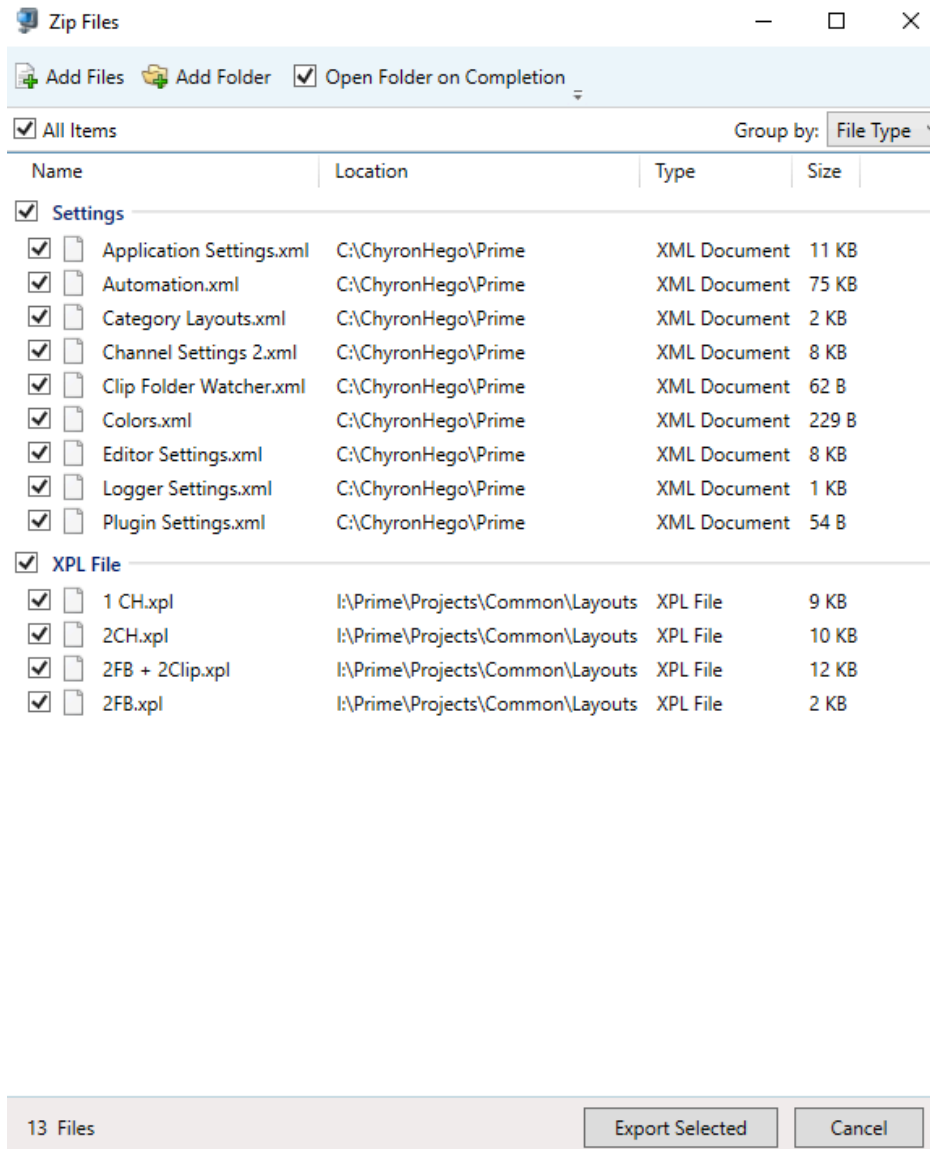 Zip Files
Add Files Add Folder Open Folder on Completion
All Items Group by: File Type
Name Location Type Size
Settings
Application Settings.xml C:\ChyronHego\Prime XML Document 11 KB
Automation.xml C:\ChyronHego\Prime XML Document 75 KB
Category Layouts.xml C:\ChyronHego\Prime XML Document 2 KB
Channel Settings 2.xml C:\ChyronHego\Prime XML Document 8 KB
Clip Folder Watcher.xml C:\ChyronHego\Prime XML Document 62 B
Colors.xml C:\ChyronHego\Prime XML Document 229 B
Editor Settings.xml C:\ChyronHego\Prime XML Document 8 KB
Logger Settings.xml C:\ChyronHego\Prime XML Document 1 KB
Plugin Settings.xml C:\ChyronHego\Prime XML Document 54 B
XPL File
1 CH.xpl I:\Prime\Projects\Common\Layouts XPL File 9 KB
2CH.xpl I:\Prime\Projects\Common\Layouts XPL File 10 KB
2FB + 2Clip.xpl I:\Prime\Projects\Common\Layouts XPL File 12 KB
2FB.xpl I:\Prime\Projects\Common\Layouts XPL File 2 KB
13 Files Export Selected Cancel